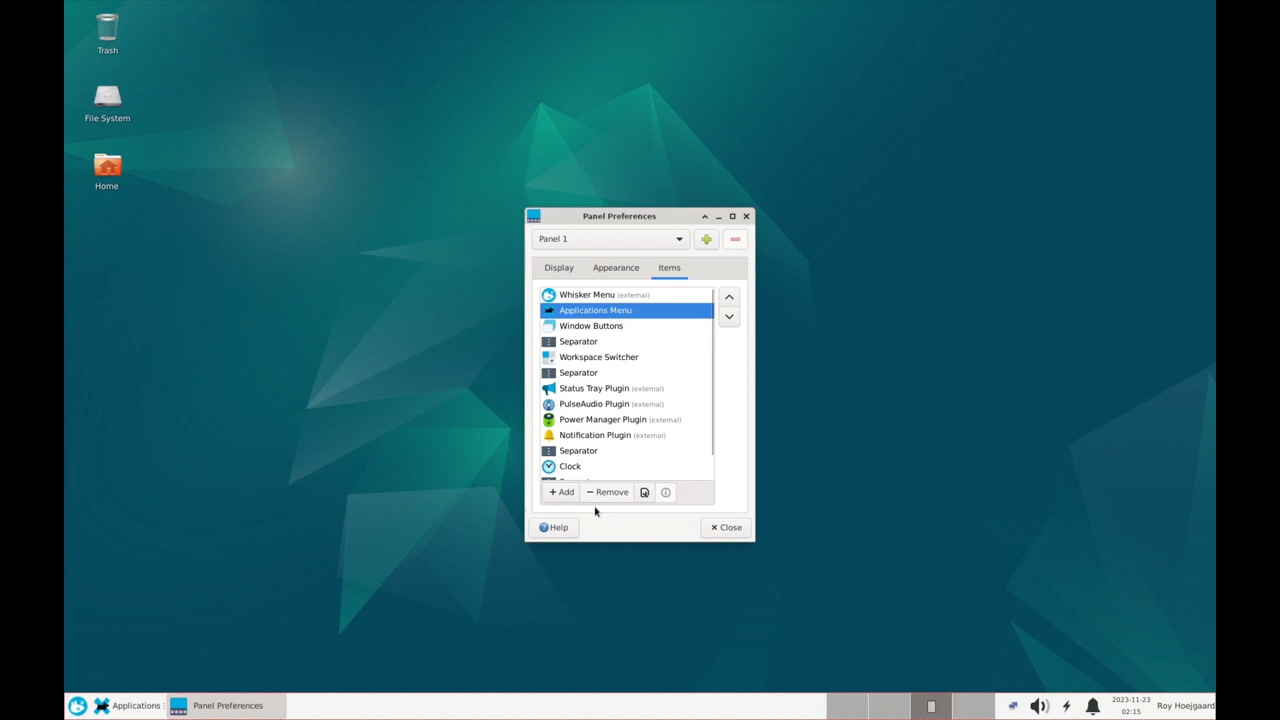 Trash
File System
Home
Panel Preferences
Panel 1
Display Appearance Items
Whisker Menu (external)
Applications Menu
Window Buttons
Separator
Workspace Switcher
Separator
Status Tray Plugin (external)
PulseAudio Plugin (external)
Power Manager Plugin (external)
Notification Plugin (external)
Separator
Clock
+ Add − Remove
Help Close
Applications Panel Preferences
2023-11-23
02:15
Roy Hoejgaard